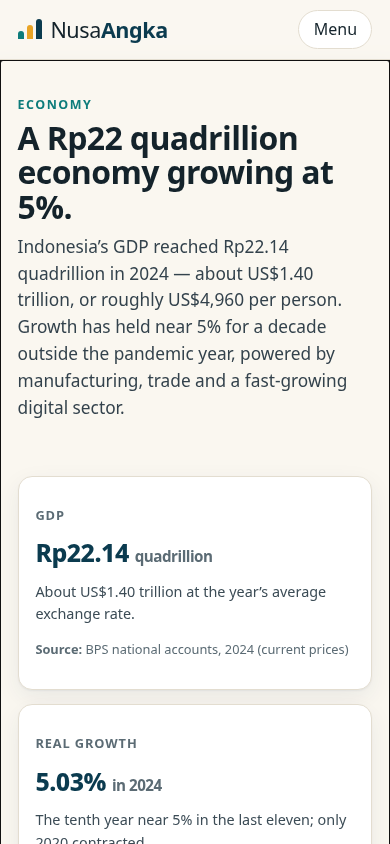 NusaAngka
Menu
ECONOMY
A Rp22 quadrillion
economy growing at
5%.
Indonesia’s GDP reached Rp22.14
quadrillion in 2024 — about US$1.40
trillion, or roughly US$4,960 per person.
Growth has held near 5% for a decade
outside the pandemic year, powered by
manufacturing, trade and a fast-growing
digital sector.
GDP
Rp22.14 quadrillion
About US$1.40 trillion at the year’s average
exchange rate.
Source: BPS national accounts, 2024 (current prices)
REAL GROWTH
5.03% in 2024
The tenth year near 5% in the last eleven; only
2020 contracted.